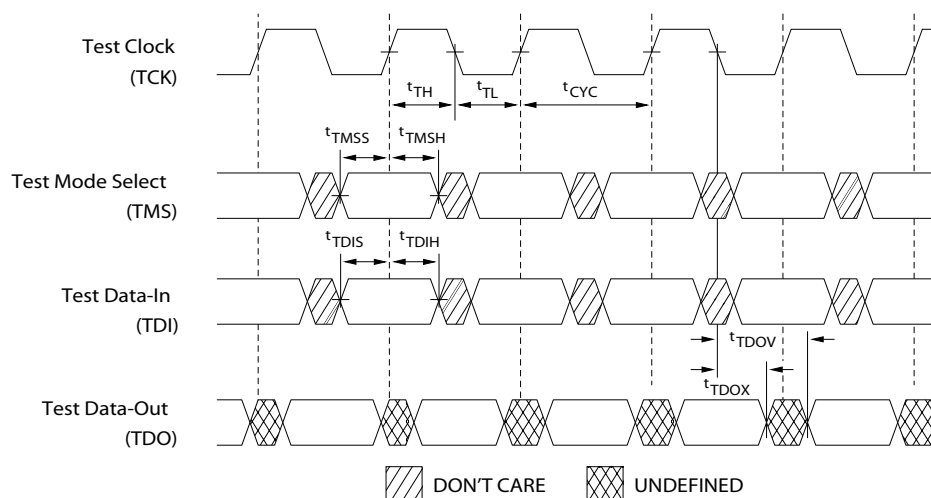 Test Clock
(TCK)
tTH
tTL
tCYC
tTMSS
tTMSH
Test Mode Select
(TMS)
tTDIS
tTDIH
Test Data-In
(TDI)
tTDOV
tTDOX
Test Data-Out
(TDO)
DON'T CARE
UNDEFINED